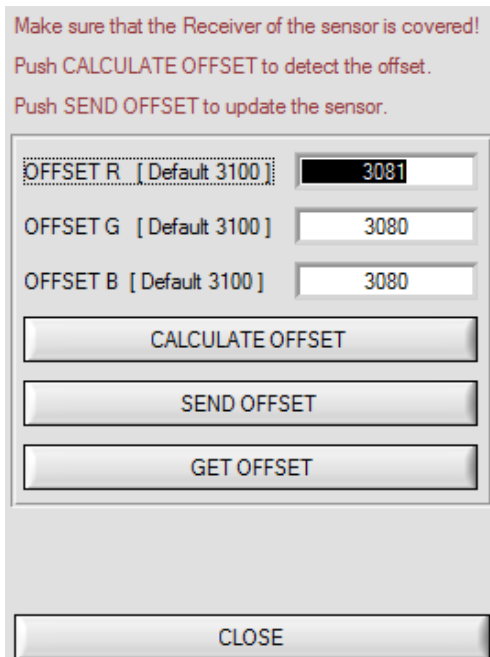 Make sure that the Receiver of the sensor is covered!
Push CALCULATE OFFSET to detect the offset.
Push SEND OFFSET to update the sensor.
OFFSET R [ Default 3100 ] 3081
OFFSET G [ Default 3100 ] 3080
OFFSET B [ Default 3100 ] 3080
CALCULATE OFFSET
SEND OFFSET
GET OFFSET
CLOSE